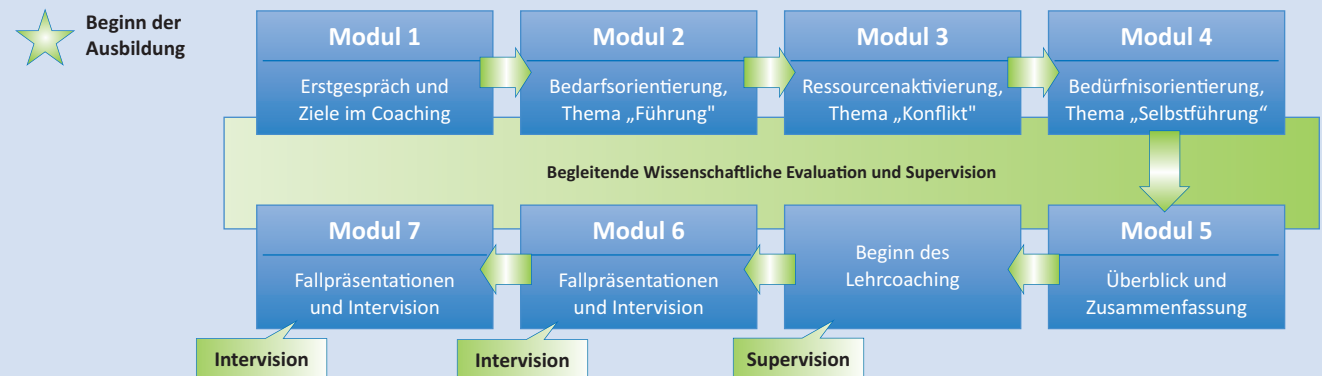 Beginn der
Ausbildung
Modul 1
Erstgespräch und
Ziele im Coaching
Modul 2
Bedarfsorientierung,
Thema „Führung"
Modul 3
Ressourcenaktivierung,
Thema „Konflikt"
Modul 4
Bedürfnisorientierung,
Thema „Selbstführung“
Begleitende Wissenschaftliche Evaluation und Supervision
Modul 7
Fallpräsentationen
und Intervision
Modul 6
Fallpräsentationen
und Intervision
Beginn des
Lehrcoaching
Modul 5
Überblick und
Zusammenfassung
Intervision
Intervision
Supervision